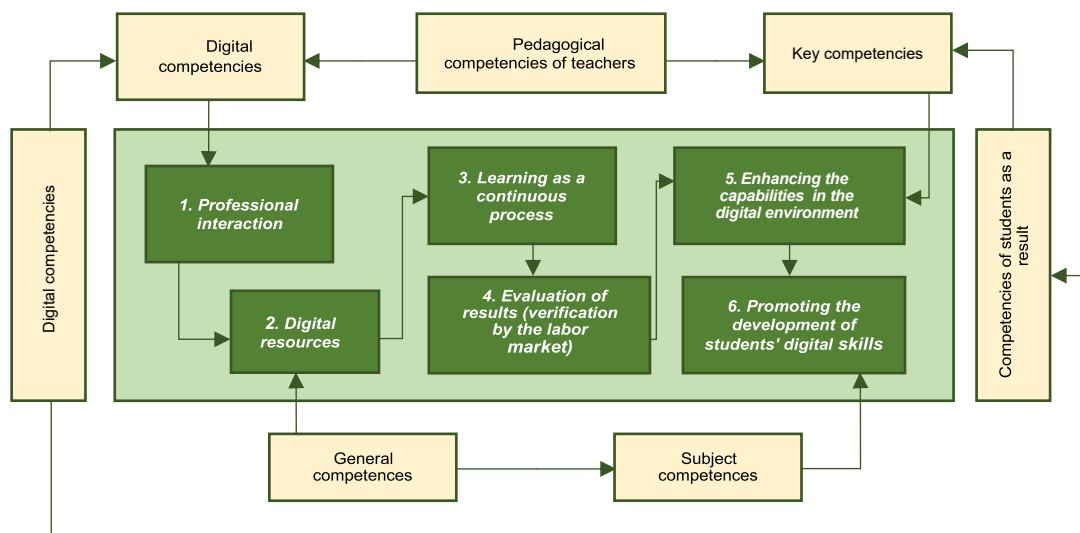 Digital
competencies
Pedagogical
competencies of teachers
Key competencies
Digital competencies
1. Professional
interaction
2. Digital
resources
3. Learning as a
continuous
process
4. Evaluation of
results (verification
by the labor
market)
5. Enhancing the
capabilities in the
digital environment
6. Promoting the
development of
students' digital skills
Competencies of students as a
result
General
competences
Subject
competences